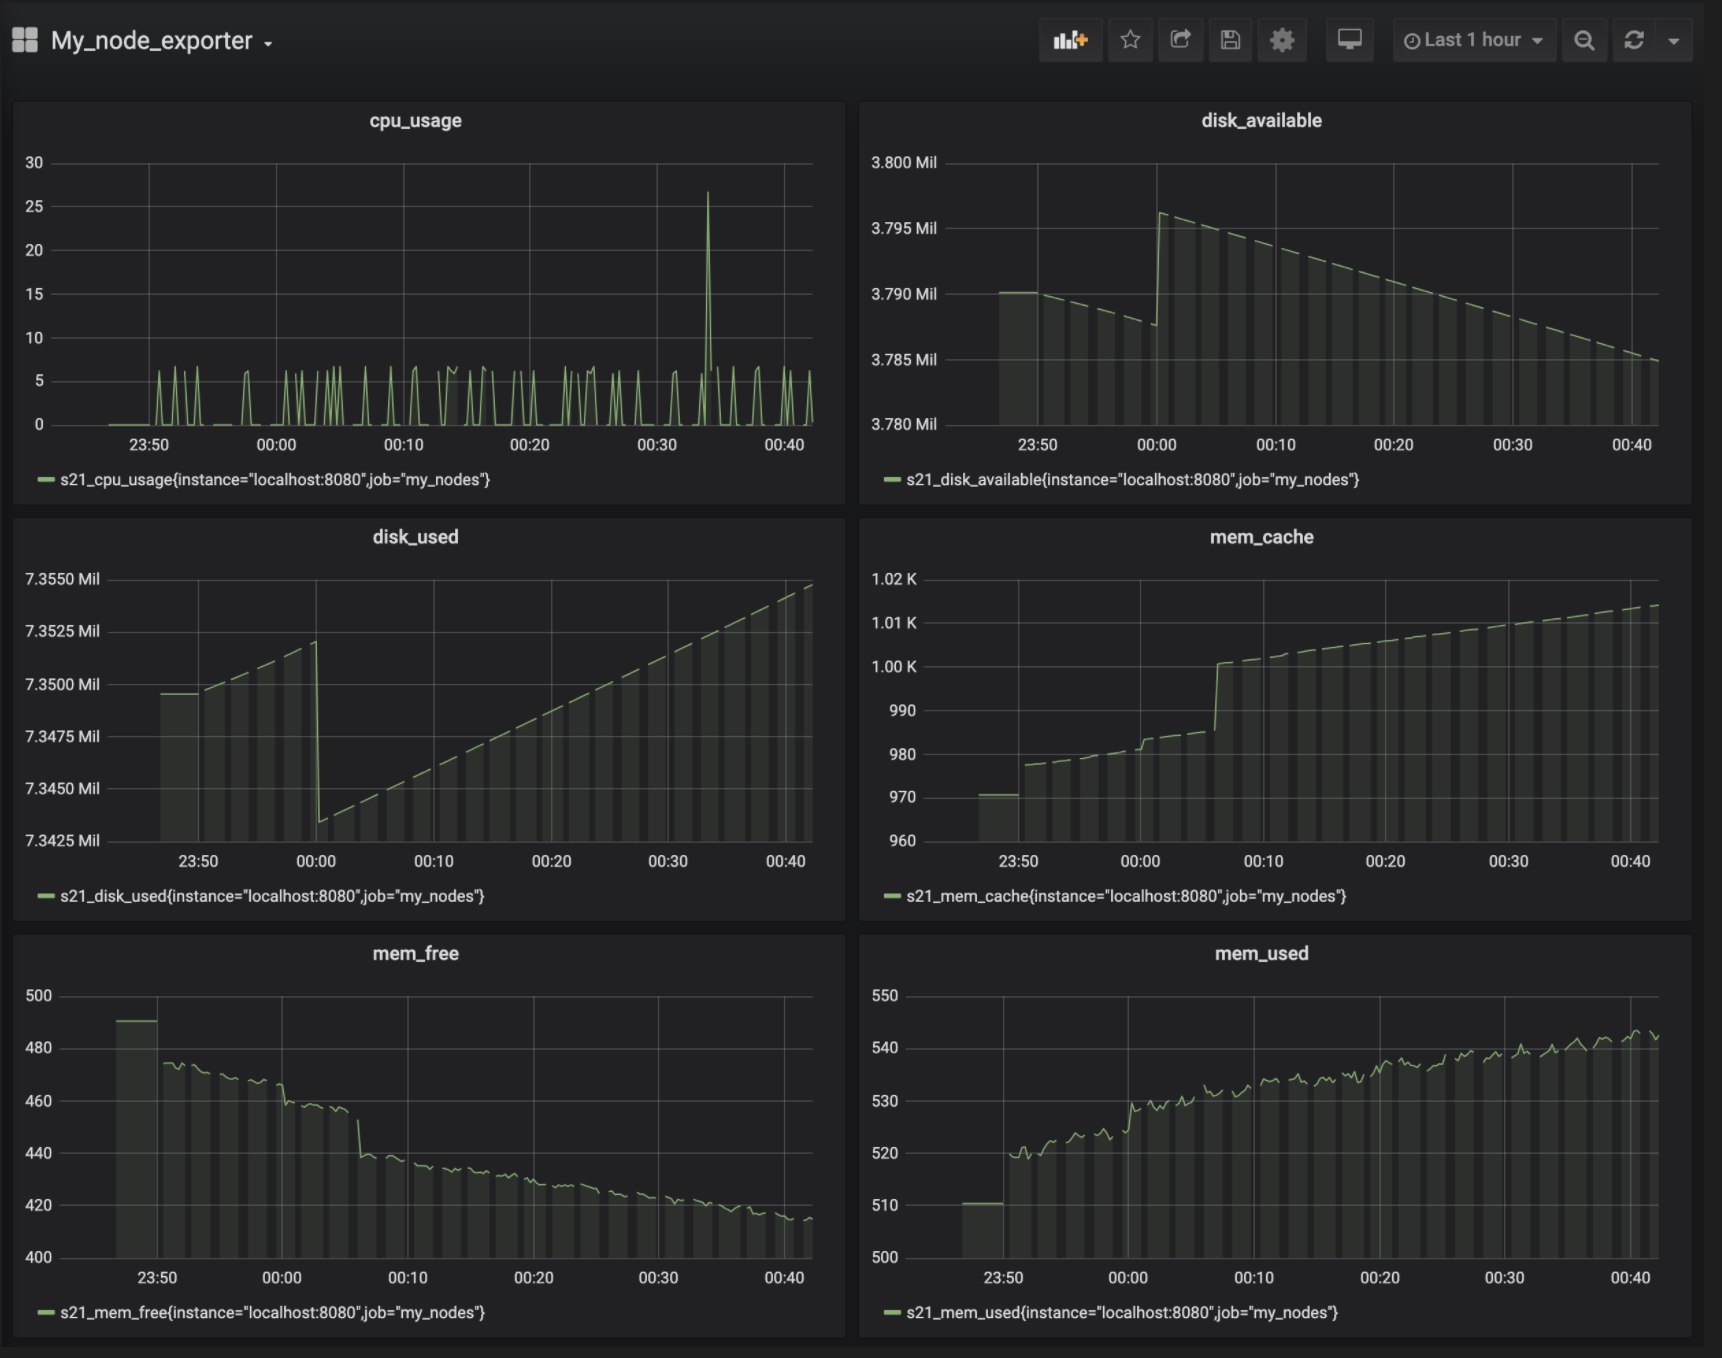 My_node_exporter
Last 1 hour
cpu_usage
30
25
20
15
10
5
0
23:50 00:00 00:10 00:20 00:30 00:40
s21_cpu_usage{instance="localhost:8080",job="my_nodes"}
disk_available
3.800 Mil
3.795 Mil
3.790 Mil
3.785 Mil
3.780 Mil
23:50 00:00 00:10 00:20 00:30 00:40
s21_disk_available{instance="localhost:8080",job="my_nodes"}
disk_used
7.3550 Mil
7.3525 Mil
7.3500 Mil
7.3475 Mil
7.3450 Mil
7.3425 Mil
23:50 00:00 00:10 00:20 00:30 00:40
s21_disk_used{instance="localhost:8080",job="my_nodes"}
mem_cache
1.02 K
1.01 K
1.00 K
990
980
970
960
23:50 00:00 00:10 00:20 00:30 00:40
s21_mem_cache{instance="localhost:8080",job="my_nodes"}
mem_free
500
480
460
440
420
400
23:50 00:00 00:10 00:20 00:30 00:40
s21_mem_free{instance="localhost:8080",job="my_nodes"}
mem_used
550
540
530
520
510
500
23:50 00:00 00:10 00:20 00:30 00:40
s21_mem_used{instance="localhost:8080",job="my_nodes"}